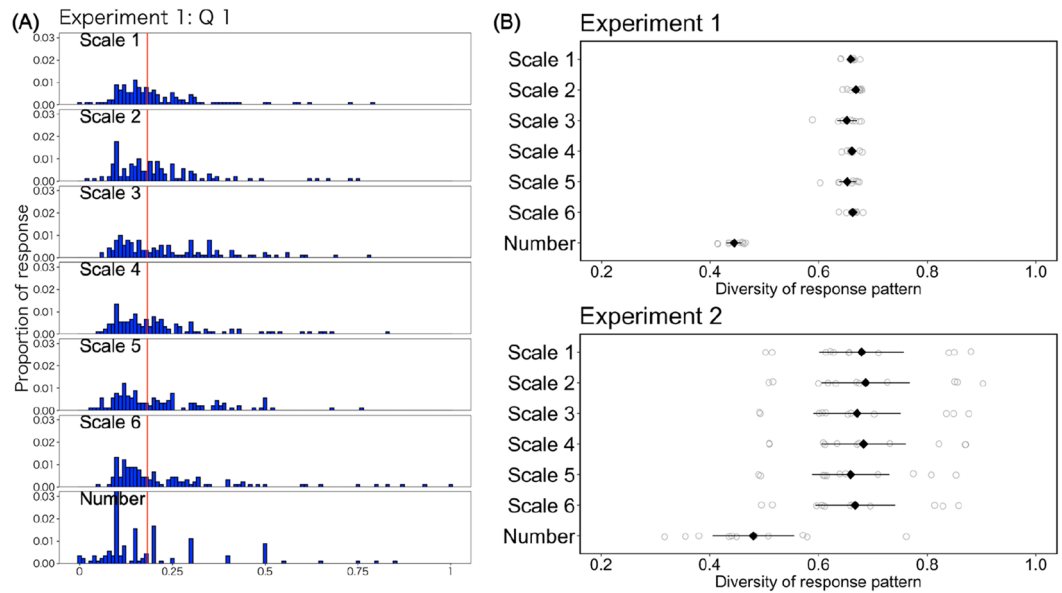 (A) Experiment 1: Q 1
Proportion of response
Scale 1
0.03
0.02
0.01
0.00
Scale 2
0.03
0.02
0.01
0.00
Scale 3
0.03
0.02
0.01
0.00
Scale 4
0.03
0.02
0.01
0.00
Scale 5
0.03
0.02
0.01
0.00
Scale 6
0.03
0.02
0.01
0.00
Number
0.03
0.02
0.01
0.00
0 0.25 0.5 0.75 1
(B) Experiment 1
Scale 1
Scale 2
Scale 3
Scale 4
Scale 5
Scale 6
Number
0.2 0.4 0.6 0.8 1.0
Diversity of response pattern
Experiment 2
Scale 1
Scale 2
Scale 3
Scale 4
Scale 5
Scale 6
Number
0.2 0.4 0.6 0.8 1.0
Diversity of response pattern